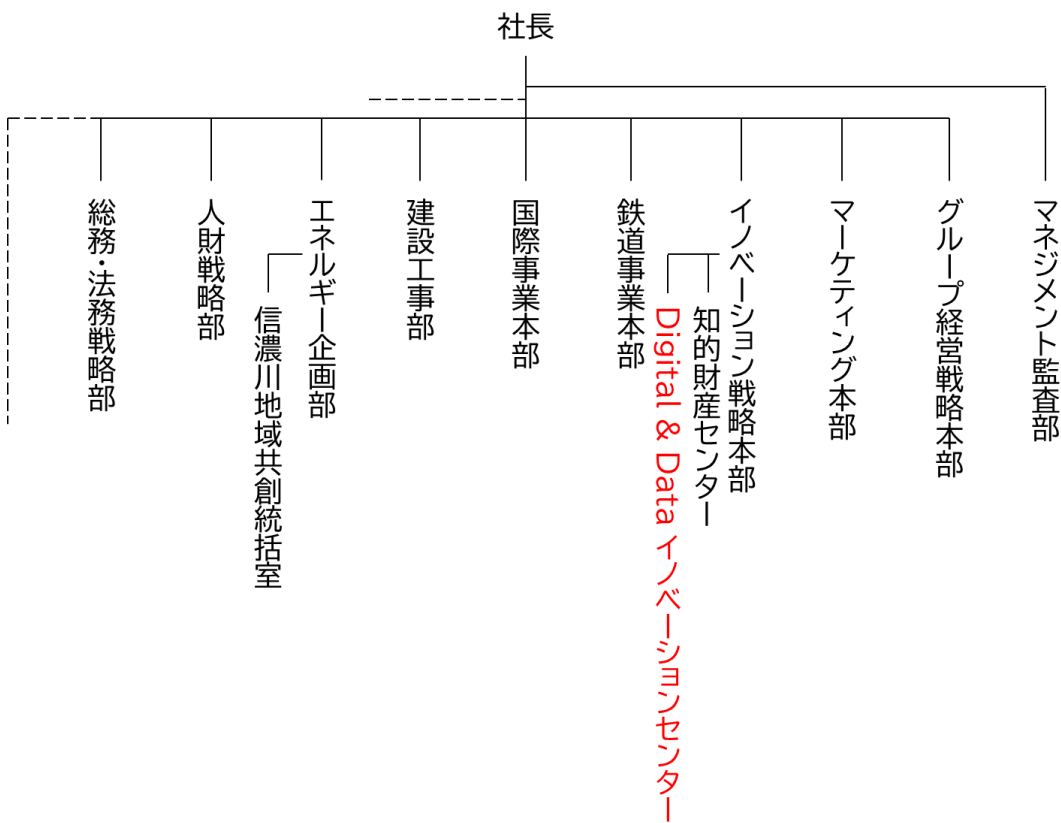 社長
マネジメント監査部
グループ経営戦略本部
マーケティング本部
イノベーション戦略本部
知的財産センター
Digital & Data イノベーションセンター
鉄道事業本部
国際事業本部
建設工事部
エネルギー企画部
信濃川地域共創統括室
人財戦略部
総務・法務戦略部